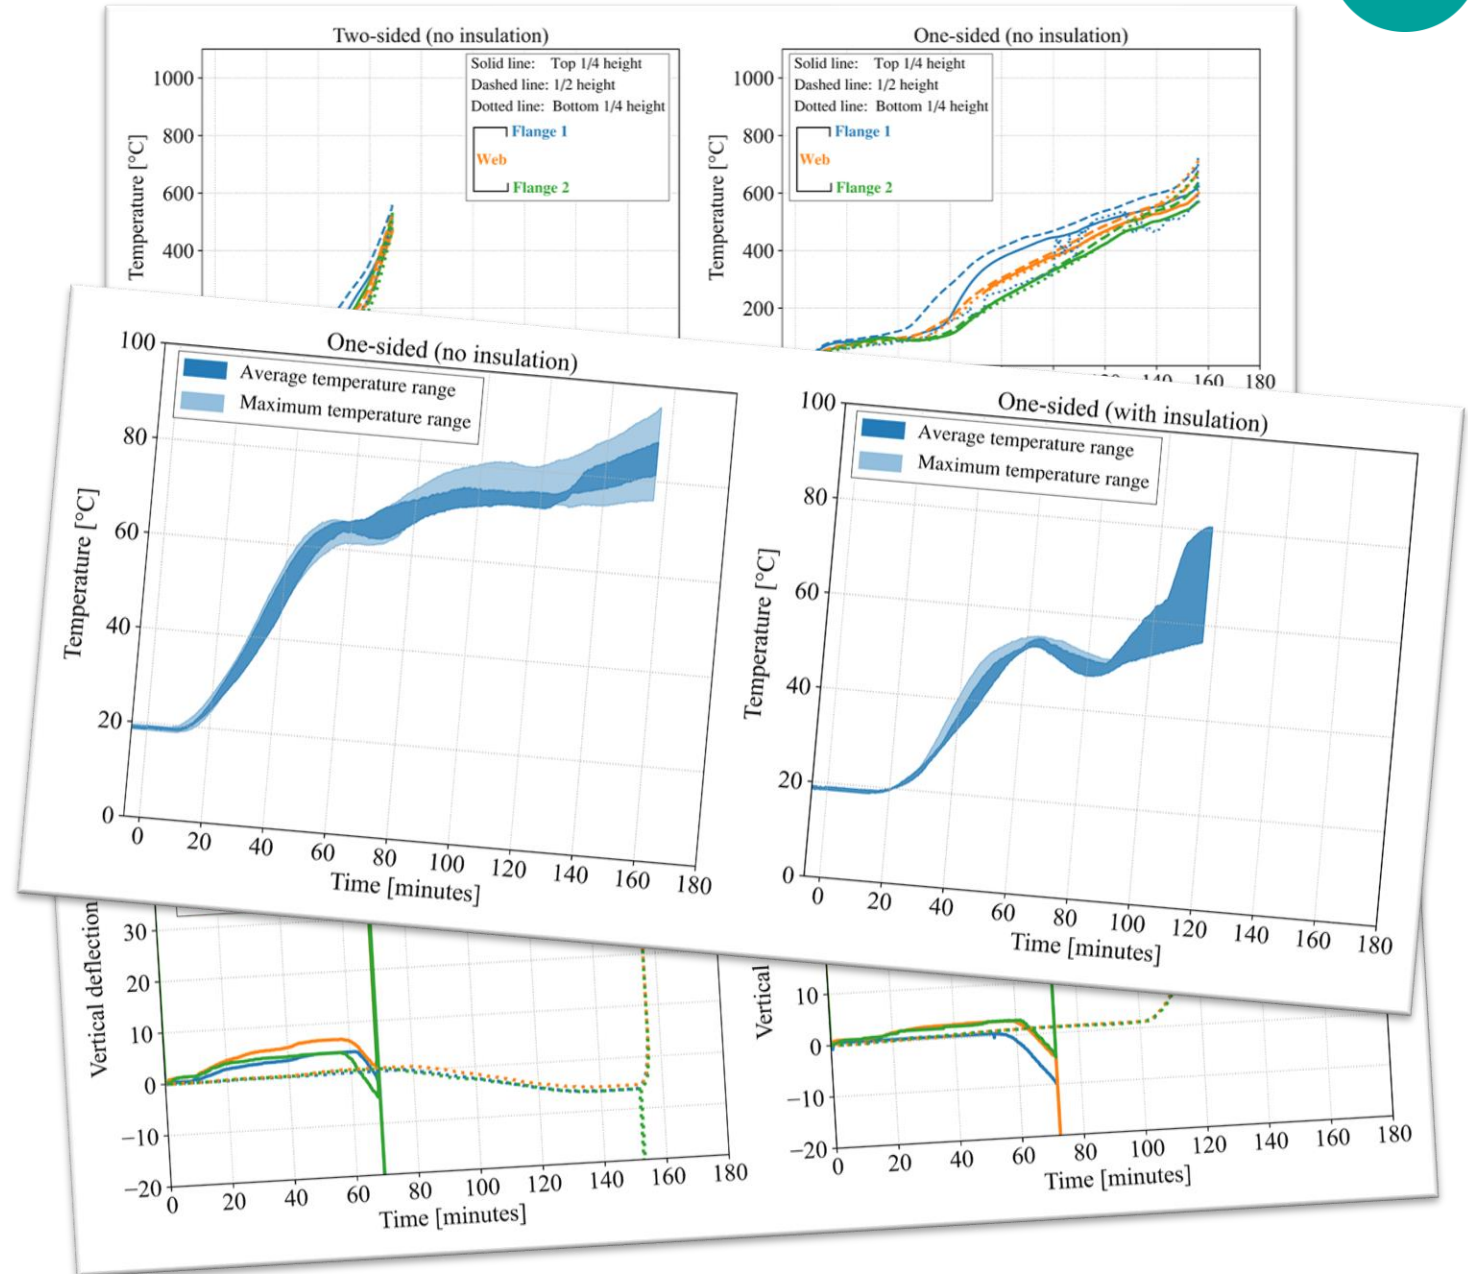 Two-sided (no insulation)
Temperature [°C]
1000
800
600
400
Solid line: Top 1/4 height
Dashed line: 1/2 height
Dotted line: Bottom 1/4 height
Flange 1
Web
Flange 2
One-sided (no insulation)
Temperature [°C]
1000
800
600
400
200
Solid line: Top 1/4 height
Dashed line: 1/2 height
Dotted line: Bottom 1/4 height
Flange 1
Web
Flange 2
140 160 180
One-sided (no insulation)
Average temperature range
Maximum temperature range
Temperature [°C]
100
80
60
40
20
0
0 20 40 60 80 100 120 140 160 180
Time [minutes]
One-sided (with insulation)
Average temperature range
Maximum temperature range
Temperature [°C]
100
80
60
40
20
0
0 20 40 60 80 100 120 140 160 180
Time [minutes]
Vertical deflection
30
20
10
0
−10
−20
0 20 40 60 80 100 120 140 160 180
Time [minutes]
Vertical
10
0
−10
−20
0 20 40 60 80 100 120 140 160 180
Time [minutes]